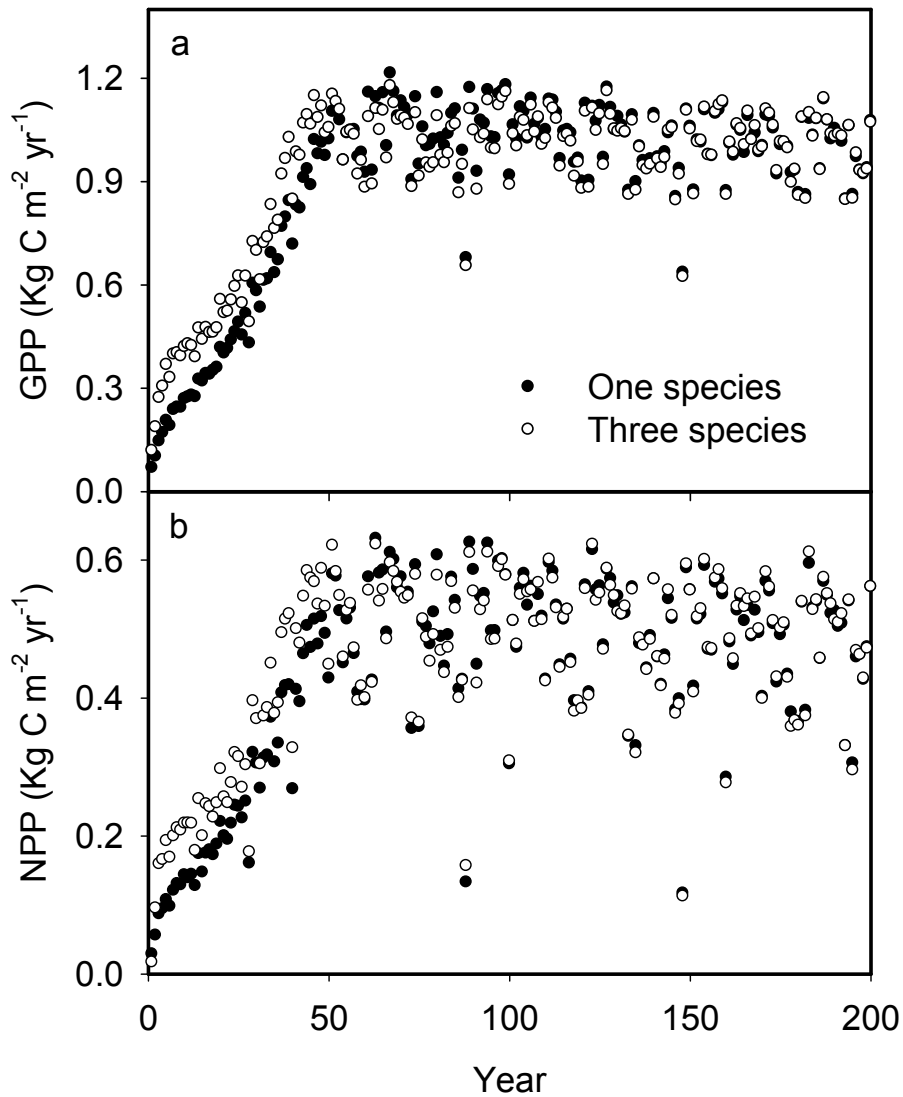 a
GPP (Kg C m⁻² yr⁻¹)
1.2
0.9
0.6
0.3
0.0
One species
Three species
b
NPP (Kg C m⁻² yr⁻¹)
0.6
0.4
0.2
0.0
0 50 100 150 200
Year